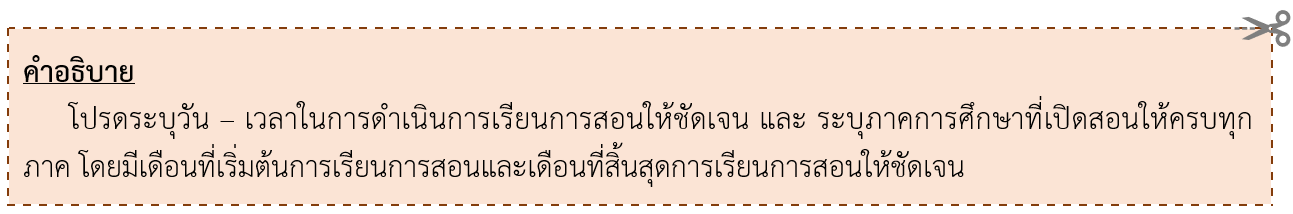 คำอธิบาย
โปรดระบุวัน – เวลาในการดำเนินการเรียนการสอนให้ชัดเจน และ ระบุภาคการศึกษาที่เปิดสอนให้ครบทุก
ภาค โดยมีเดือนที่เริ่มต้นการเรียนการสอนและเดือนที่สิ้นสุดการเรียนการสอนให้ชัดเจน